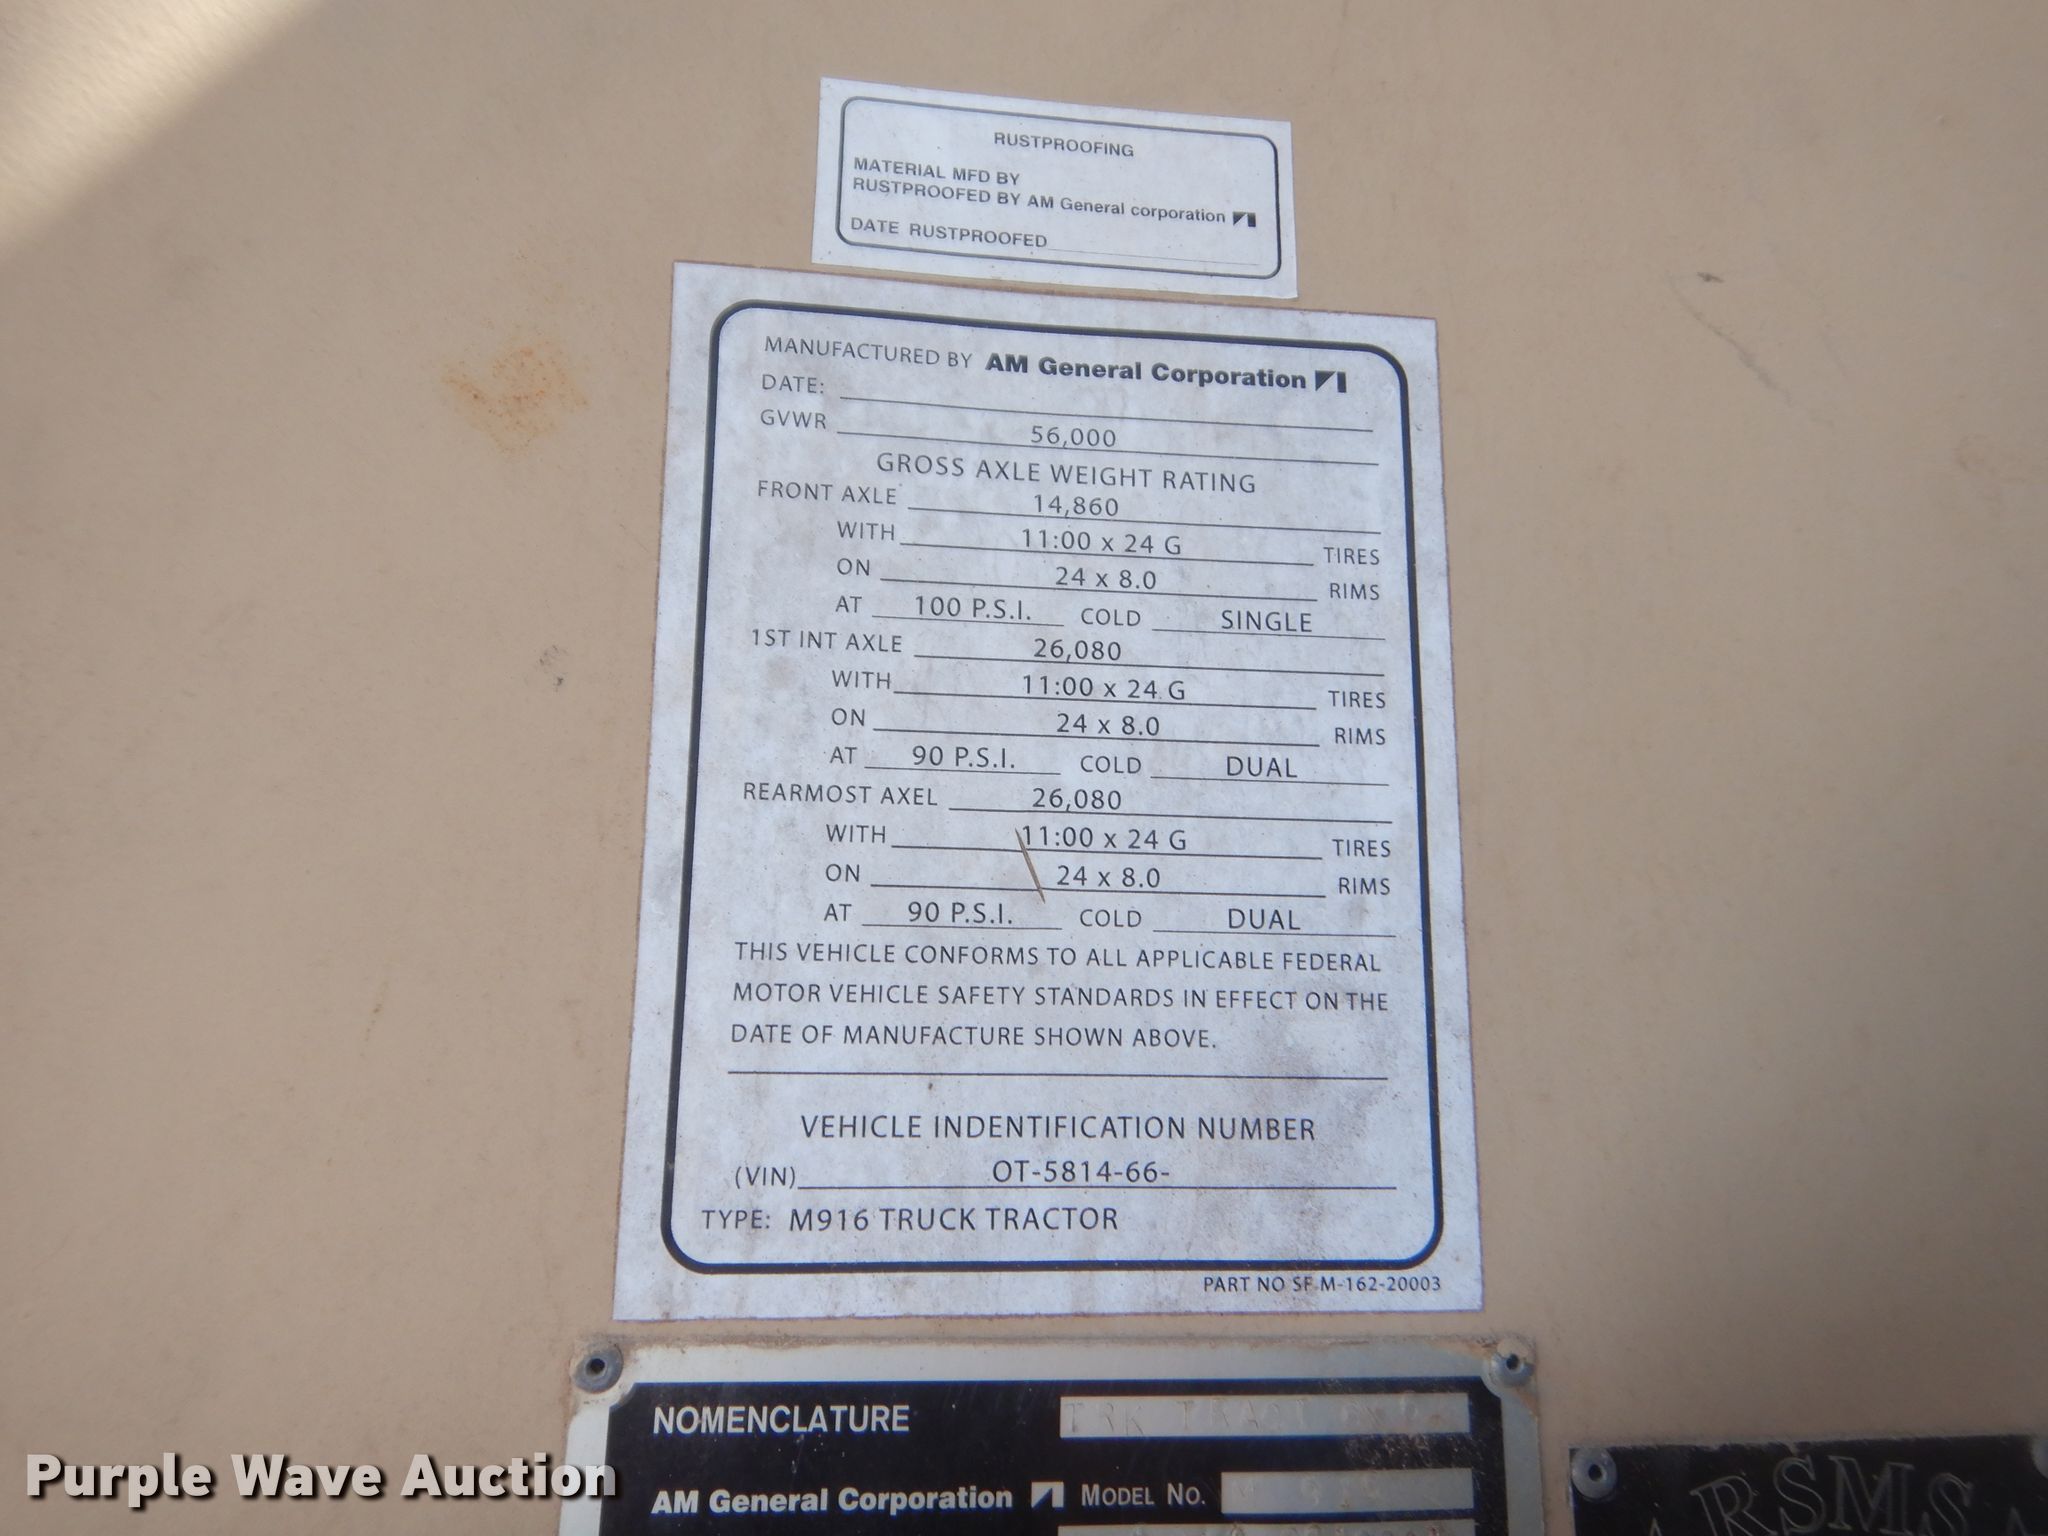 RUSTPROOFING
MATERIAL MFD BY
RUSTPROOFED BY AM General corporation
DATE RUSTPROOFED
MANUFACTURED BY AM General Corporation
DATE:
GVWR 56,000
GROSS AXLE WEIGHT RATING
FRONT AXLE 14,860
WITH 11:00 x 24 G TIRES
ON 24 x 8.0 RIMS
AT 100 P.S.I. COLD SINGLE
1ST INT AXLE 26,080
WITH 11:00 x 24 G TIRES
ON 24 x 8.0 RIMS
AT 90 P.S.I. COLD DUAL
REARMOST AXEL 26,080
WITH 11:00 x 24 G TIRES
ON 24 x 8.0 RIMS
AT 90 P.S.I. COLD DUAL
THIS VEHICLE CONFORMS TO ALL APPLICABLE FEDERAL
MOTOR VEHICLE SAFETY STANDARDS IN EFFECT ON THE
DATE OF MANUFACTURE SHOWN ABOVE.
VEHICLE INDENTIFICATION NUMBER
(VIN) OT-5814-66-
TYPE: M916 TRUCK TRACTOR
PART NO SF M-162-20003
NOMENCLATURE TRK
AM General Corporation MODEL NO.
Purple Wave Auction